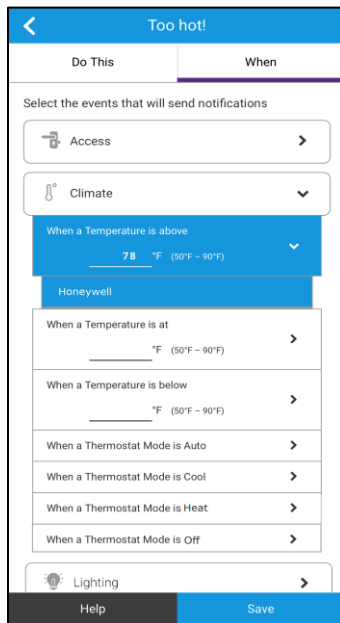 Too hot!
Do This
When
Select the events that will send notifications
Access
Climate
When a Temperature is above
78 °F (50°F – 90°F)
Honeywell
When a Temperature is at
°F (50°F – 90°F)
When a Temperature is below
°F (50°F – 90°F)
When a Thermostat Mode is Auto
When a Thermostat Mode is Cool
When a Thermostat Mode is Heat
When a Thermostat Mode is Off
Lighting
Help
Save